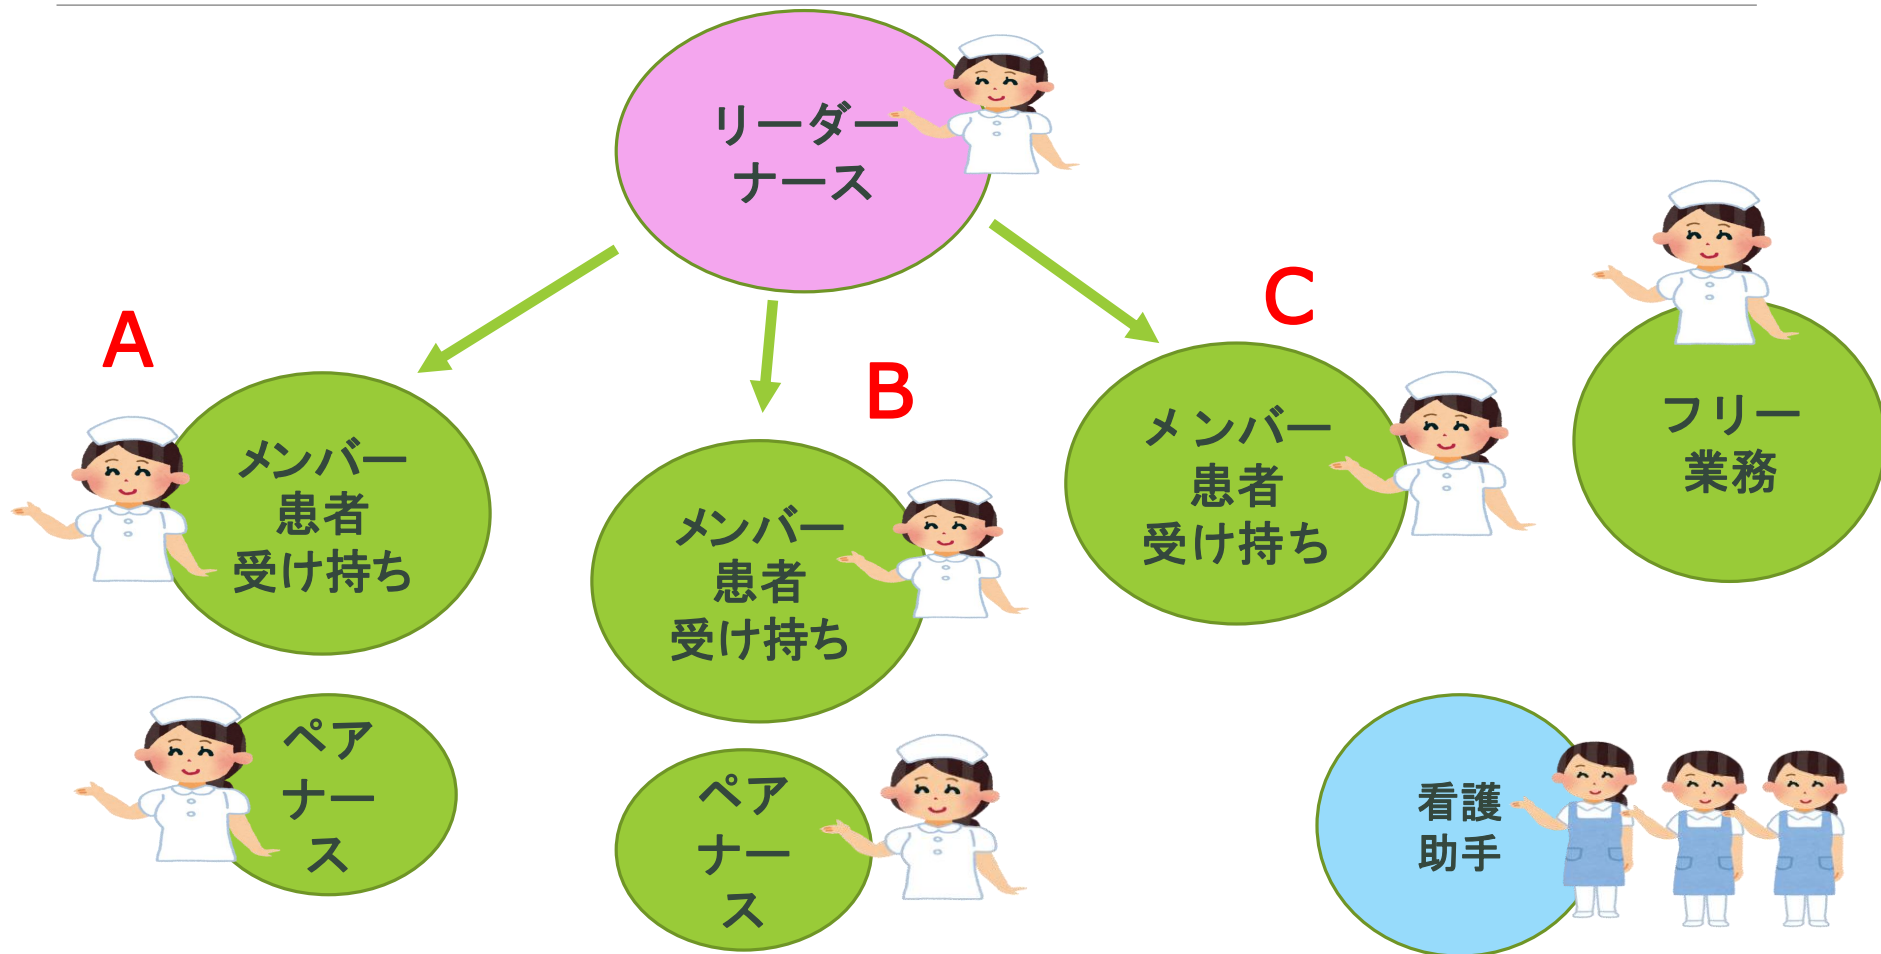 リーダー
ナース
A
メンバー
患者
受け持ち
B
メンバー
患者
受け持ち
C
メンバー
患者
受け持ち
フリー
業務
ペア
ナー
ス
ペア
ナー
ス
看護
助手